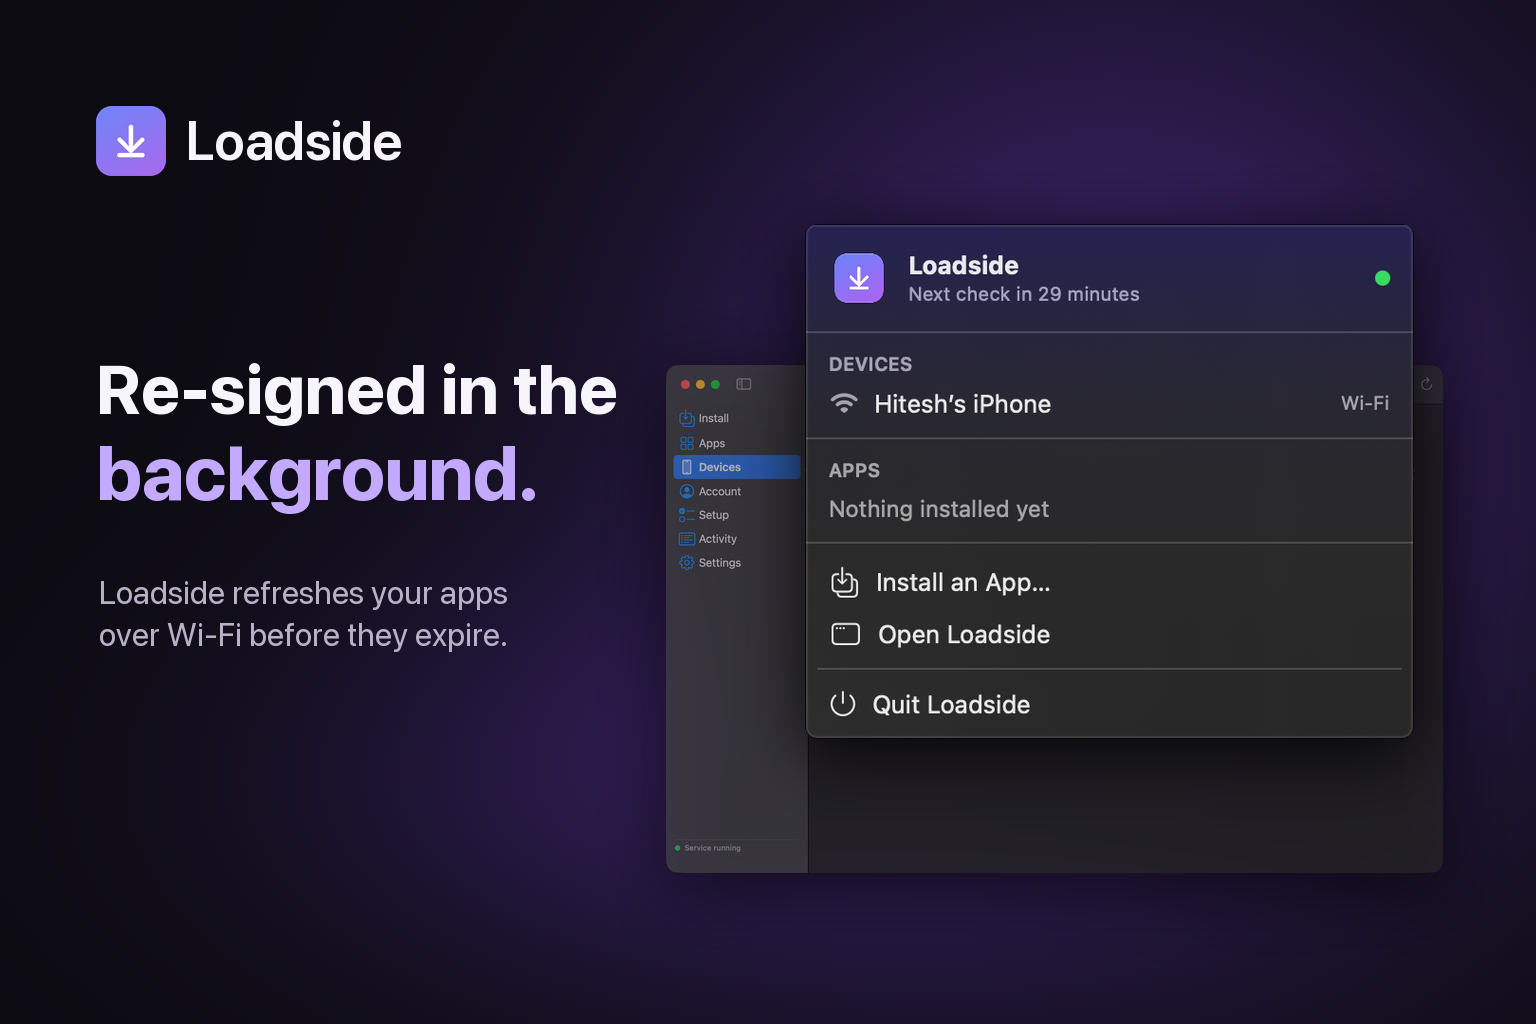 Loadside
Re-signed in the
background.
Loadside refreshes your apps
over Wi-Fi before they expire.
Install
Apps
Devices
Account
Setup
Activity
Settings
Service running
Loadside
Next check in 29 minutes
DEVICES
Hitesh’s iPhone Wi-Fi
APPS
Nothing installed yet
Install an App...
Open Loadside
Quit Loadside